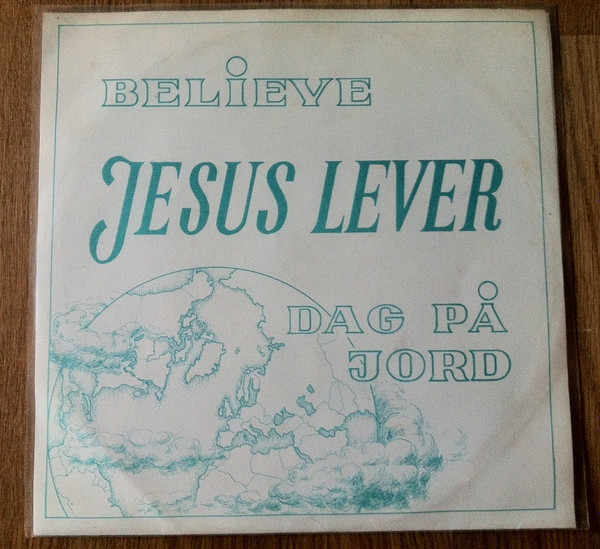 BELIEVE
JESUS LEVER
DAG PÅ
JORD